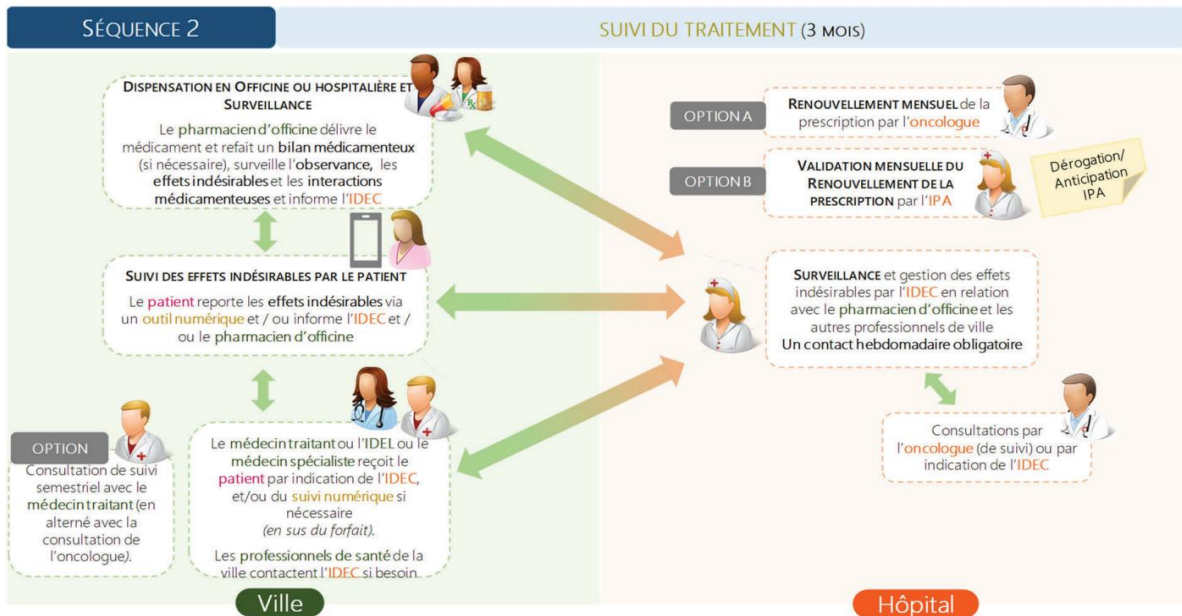 SÉQUENCE 2
SUIVI DU TRAITEMENT (3 MOIS)
DISPENSATION EN OFFICINE OU HOSPITALIÈRE ET
SURVEILLANCE
Le pharmacien d'officine délivre le
médicament et refait un bilan médicamenteux
(si nécessaire), surveille l'observance, les
effets indésirables et les interactions
médicamenteuses et informe l'IDEC
SUIVI DES EFFETS INDÉSIRABLES PAR LE PATIENT
Le patient reporte les effets indésirables via
un outil numérique et / ou informe l'IDEC et /
ou le pharmacien d'officine
OPTION
Consultation de suivi
semestriel avec le
médecin traitant (en
alterné avec la
consultation de
l'oncologue).
Le médecin traitant ou l'IDEL ou le
médecin spécialiste reçoit le
patient par indication de l'IDEC,
et/ou du suivi numérique si
nécessaire
(en sus du forfait).
Les professionnels de santé de la
ville contactent l'IDEC si besoin
Ville
OPTION A
RENOUVELLEMENT MENSUEL de la
prescription par l'oncologue
OPTION B
VALIDATION MENSUELLE DU
RENOUVELLEMENT DE LA
PRESCRIPTION par l'IPA
Dérogation/
Anticipation
IPA
SURVEILLANCE et gestion des effets
indésirables par l'IDEC en relation
avec le pharmacien d'officine et les
autres professionnels de ville
Un contact hebdomadaire obligatoire
Consultations par
l'oncologue (de suivi) ou par
indication de l'IDEC
Hôpital